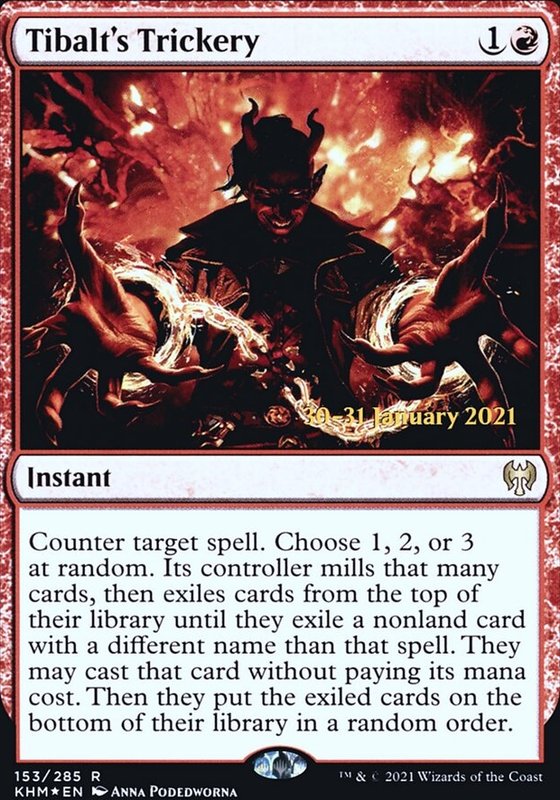 Tibalt's Trickery 1
30-31 January 2021
Instant
Counter target spell. Choose 1, 2, or 3
at random. Its controller mills that many
cards, then exiles cards from the top of
their library until they exile a nonland card
with a different name than that spell. They
may cast that card without paying its mana
cost. Then they put the exiled cards on the
bottom of their library in a random order.
153/285 R
KHM★EN Anna Podedworna
™ & © 2021 Wizards of the Coast